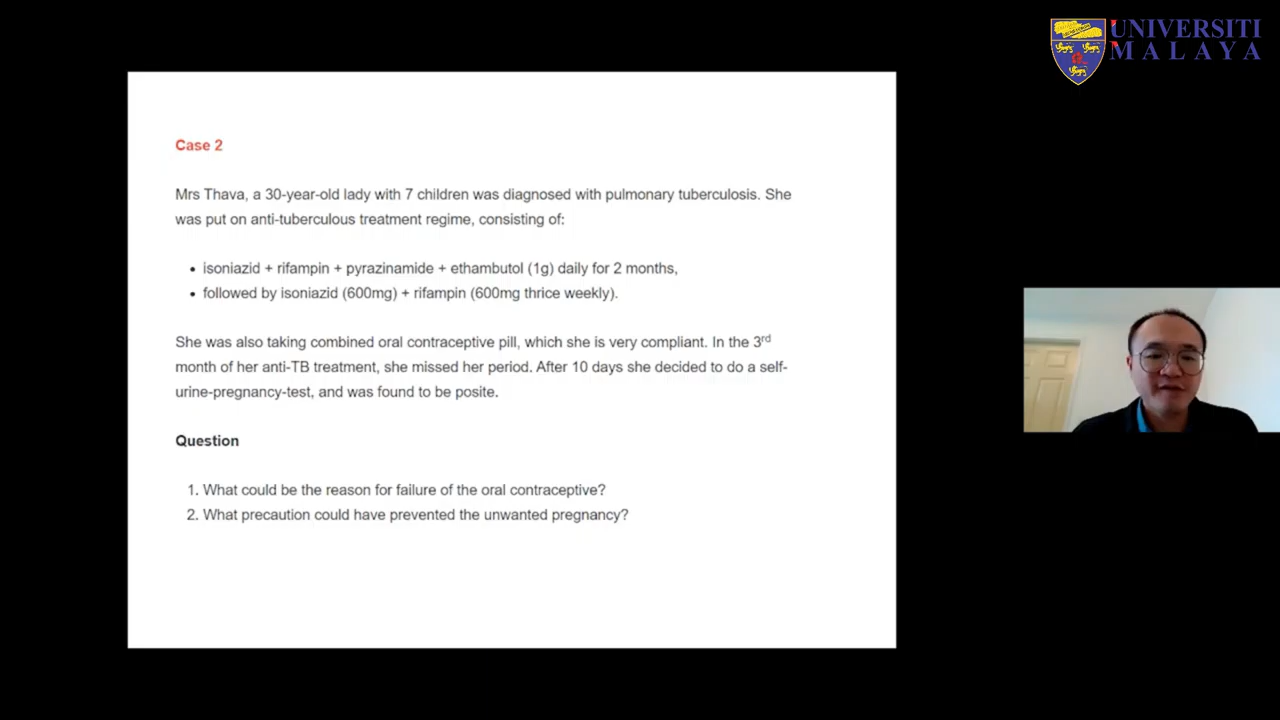 UNIVERSITI
MALAYA
Case 2
Mrs Thava, a 30-year-old lady with 7 children was diagnosed with pulmonary tuberculosis. She
was put on anti-tuberculous treatment regime, consisting of:
• isoniazid + rifampin + pyrazinamide + ethambutol (1g) daily for 2 months,
• followed by isoniazid (600mg) + rifampin (600mg thrice weekly).
She was also taking combined oral contraceptive pill, which she is very compliant. In the 3rd
month of her anti-TB treatment, she missed her period. After 10 days she decided to do a self-
urine-pregnancy-test, and was found to be posite.
Question
1. What could be the reason for failure of the oral contraceptive?
2. What precaution could have prevented the unwanted pregnancy?